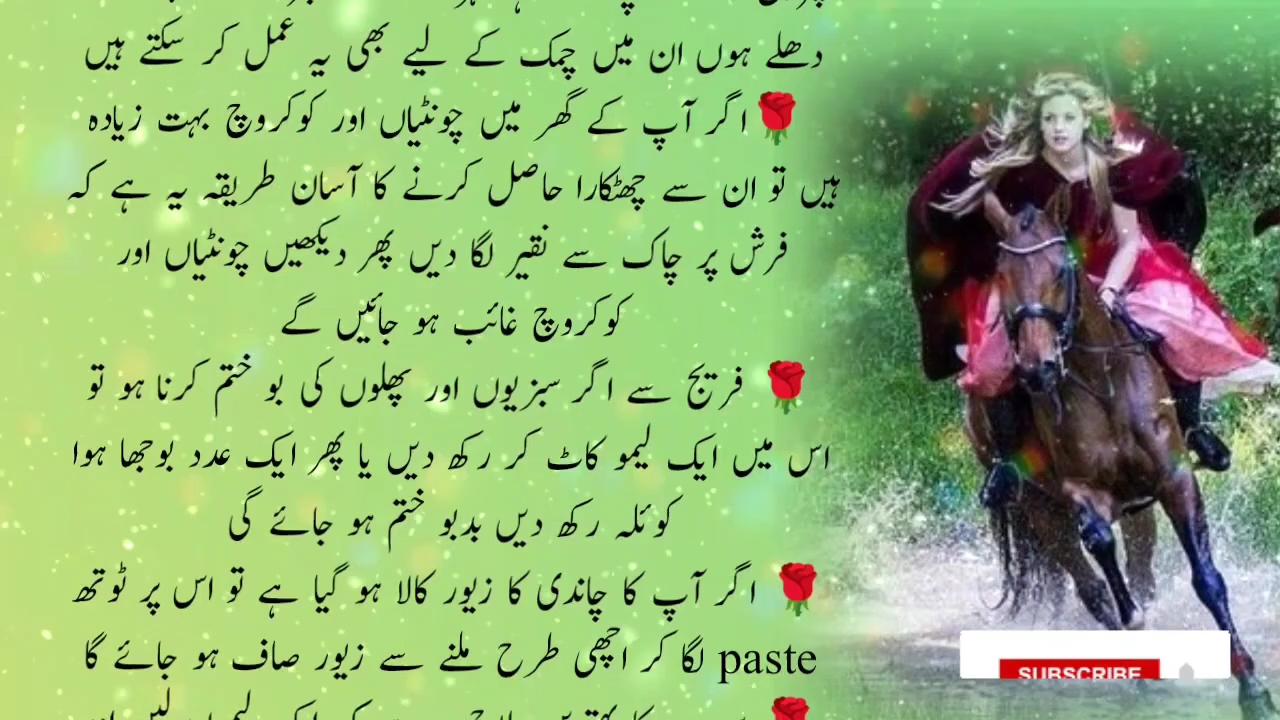 دھلے ہوں ان میں چمک کے لیے بھی یہ عمل کر سکتے ہیں
🌹اگر آپ کے گھر میں چونٹیاں اور کوکروچ بہت زیادہ
ہیں تو ان سے چھٹکارا حاصل کرنے کا آسان طریقہ یہ ہے کہ
فرش پر چاک سے نقیر لگا دیں پھر دیکھیں چونٹیاں اور
کوکروچ غائب ہو جائیں گے
🌹 فریج سے اگر سبزیوں اور پھلوں کی بو ختم کرنا ہو تو
اس میں ایک لیمو کاٹ کر رکھ دیں یا پھر ایک عدد بوجھا ہوا
کوئلہ رکھ دیں بدبو ختم ہو جائے گی
🌹 اگر آپ کا چاندی کا زیور کالا ہو گیا ہے تو اس پر ٹوتھ
paste لگا کر اچھی طرح ملنے سے زیور صاف ہو جائے گا
SUBSCRIBE